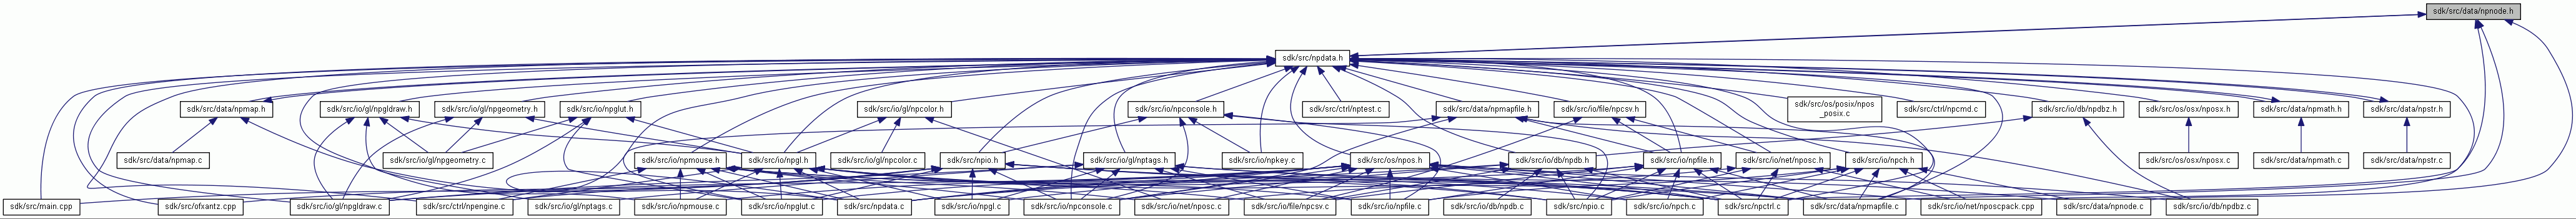 sdk/src/data/npnode.h
sdk/src/npdata.h
sdk/src/data/npmap.h
sdk/src/io/gl/npgldraw.h
sdk/src/io/gl/npgeometry.h
sdk/src/io/npglut.h
sdk/src/io/gl/npcolor.h
sdk/src/io/npconsole.h
sdk/src/ctrl/nptest.c
sdk/src/data/npmapfile.h
sdk/src/io/file/npcsv.h
sdk/src/os/posix/npos
_posix.c
sdk/src/ctrl/npcmd.c
sdk/src/io/db/npdbz.h
sdk/src/os/osx/nposx.h
sdk/src/data/npmath.h
sdk/src/data/npstr.h
sdk/src/data/npmap.c
sdk/src/io/gl/npgeometry.c
sdk/src/io/npmouse.h
sdk/src/io/npgl.h
sdk/src/io/gl/npcolor.c
sdk/src/npio.h
sdk/src/io/gl/nptags.h
sdk/src/io/npkey.c
sdk/src/os/npos.h
sdk/src/io/db/npdb.h
sdk/src/io/npfile.h
sdk/src/io/net/nposc.h
sdk/src/io/npch.h
sdk/src/os/osx/nposx.c
sdk/src/data/npmath.c
sdk/src/data/npstr.c
sdk/src/main.cpp
sdk/src/ofxantz.cpp
sdk/src/io/gl/npgldraw.c
sdk/src/ctrl/npengine.c
sdk/src/io/gl/nptags.c
sdk/src/io/npmouse.c
sdk/src/io/npglut.c
sdk/src/npdata.c
sdk/src/io/npgl.c
sdk/src/io/npconsole.c
sdk/src/io/net/nposc.c
sdk/src/io/file/npcsv.c
sdk/src/io/npfile.c
sdk/src/io/db/npdb.c
sdk/src/npio.c
sdk/src/io/npch.c
sdk/src/npctrl.c
sdk/src/data/npmapfile.c
sdk/src/io/net/nposcpack.cpp
sdk/src/data/npnode.c
sdk/src/io/db/npdbz.c